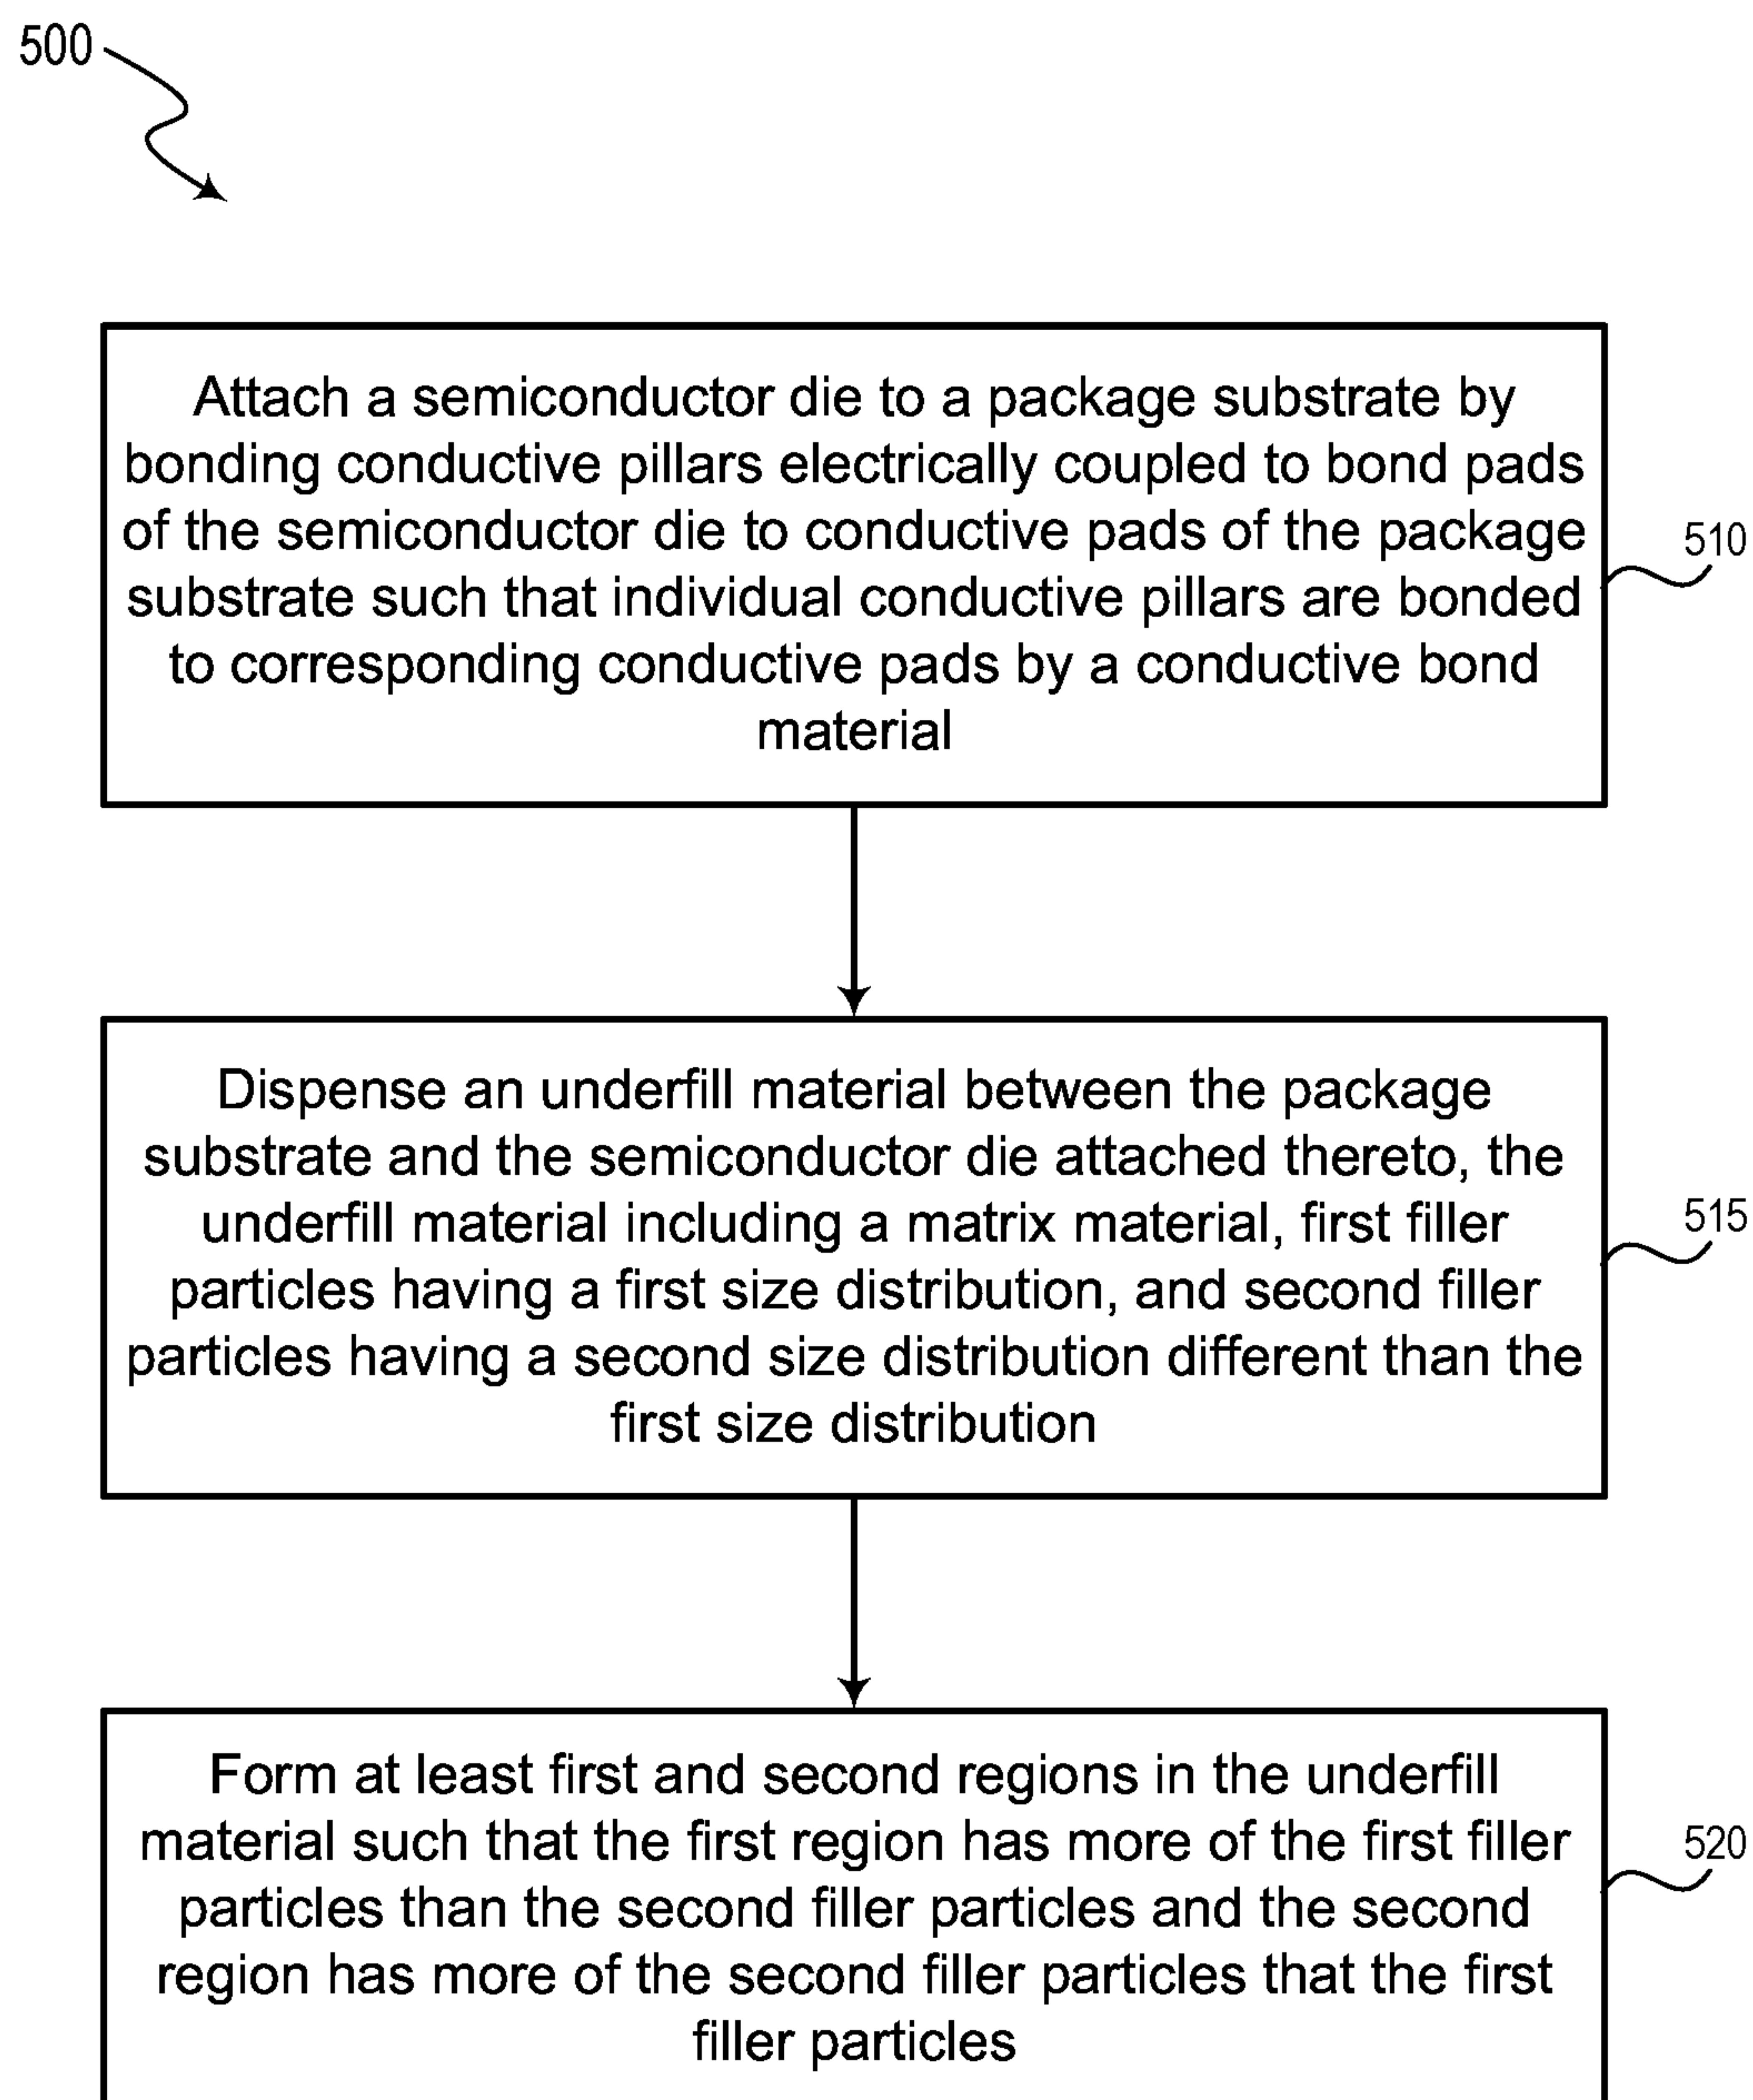 500
Attach a semiconductor die to a package substrate by
bonding conductive pillars electrically coupled to bond pads
of the semiconductor die to conductive pads of the package
substrate such that individual conductive pillars are bonded
to corresponding conductive pads by a conductive bond
material
510
Dispense an underfill material between the package
substrate and the semiconductor die attached thereto, the
underfill material including a matrix material, first filler
particles having a first size distribution, and second filler
particles having a second size distribution different than the
first size distribution
515
Form at least first and second regions in the underfill
material such that the first region has more of the first filler
particles than the second filler particles and the second
region has more of the second filler particles that the first
filler particles
520